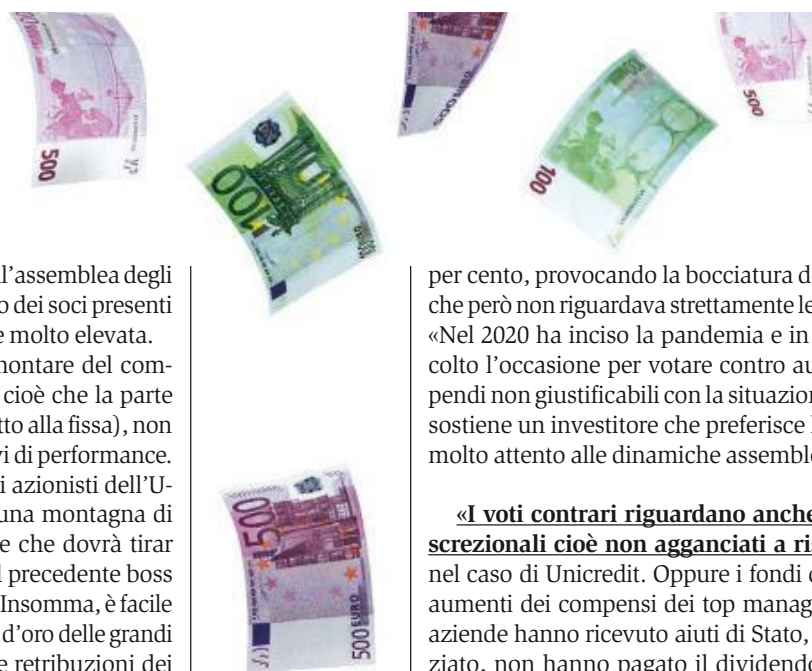 500
100
500 EURO
100
500
l'assemblea degli
o dei soci presenti
e molto elevata.
montare del com-
cioè che la parte
tto alla fissa), non
vi di performance.
i azionisti dell'U-
una montagna di
e che dovrà tirar
l precedente boss
Insomma, è facile
d'oro delle grandi
e retribuzioni dei
500
500 EURO
per cento, provocando la bocciatura d
che però non riguardava strettamente le
«Nel 2020 ha inciso la pandemia e in
colto l'occasione per votare contro au
pendi non giustificabili con la situazion
sostiene un investitore che preferisce
molto attento alle dinamiche assemble
«I voti contrari riguardano anche
screzionali cioè non agganciati a ris
nel caso di Unicredit. Oppure i fondi
aumenti dei compensi dei top manag
aziende hanno ricevuto aiuti di Stato,
ziato, non hanno pagato il dividend